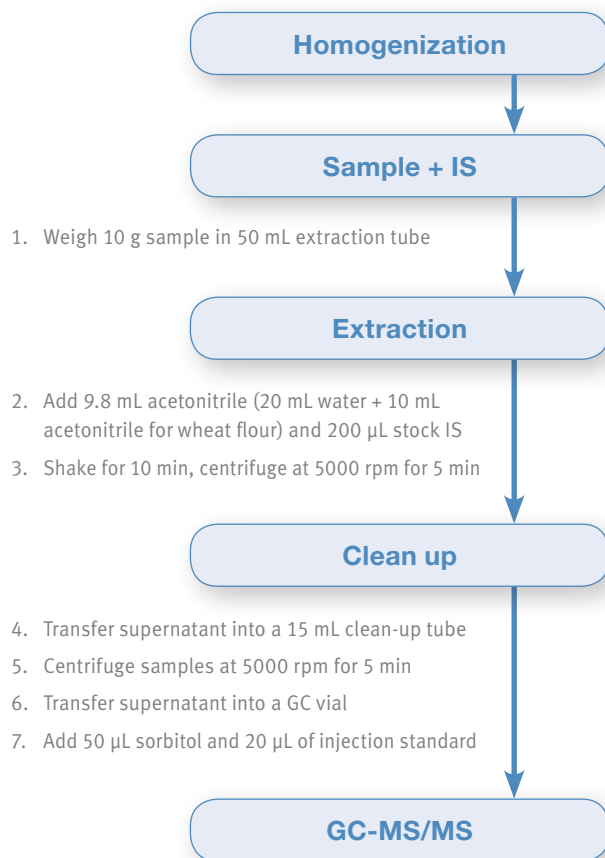 Homogenization
Sample + IS
1. Weigh 10 g sample in 50 mL extraction tube
Extraction
2. Add 9.8 mL acetonitrile (20 mL water + 10 mL
acetonitrile for wheat flour) and 200 µL stock IS
3. Shake for 10 min, centrifuge at 5000 rpm for 5 min
Clean up
4. Transfer supernatant into a 15 mL clean-up tube
5. Centrifuge samples at 5000 rpm for 5 min
6. Transfer supernatant into a GC vial
7. Add 50 µL sorbitol and 20 µL of injection standard
GC-MS/MS